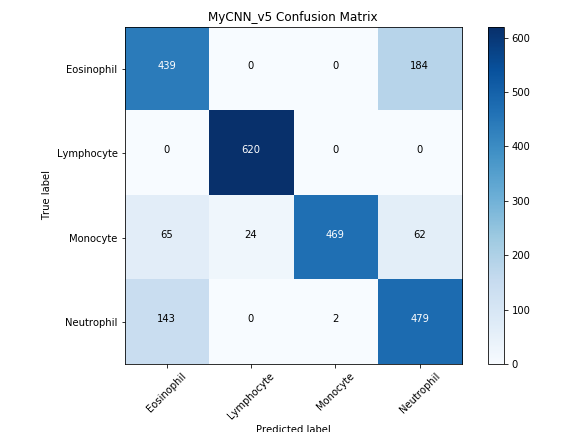 MyCNN_v5 Confusion Matrix
Eosinophil 439 0 0 184
Lymphocyte 0 620 0 0
Monocyte 65 24 469 62
Neutrophil 143 0 2 479
True label
Eosinophil Lymphocyte Monocyte Neutrophil
Predicted label
600
500
400
300
200
100
0